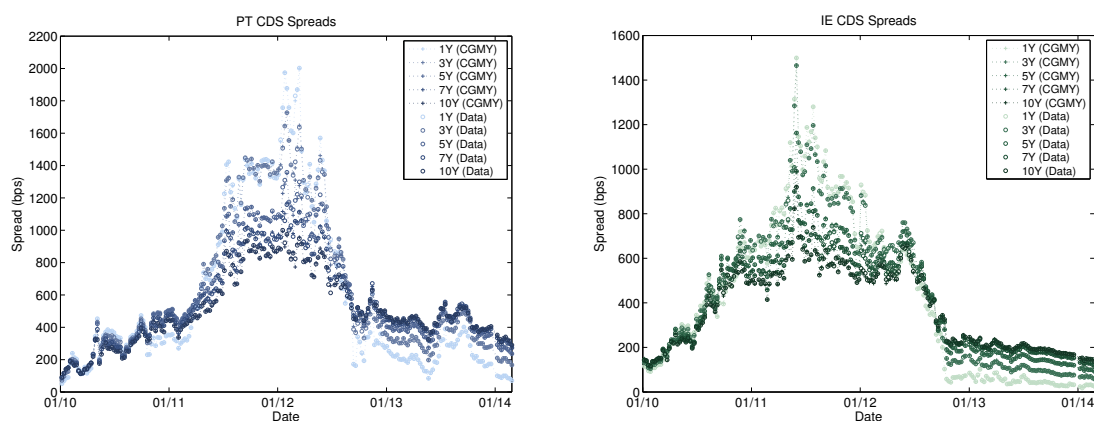 PT CDS Spreads
2200
2000
1800
1600
1400
1200
1000
800
600
400
200
0
Spread (bps)
01/10
01/11
01/12
01/13
01/14
Date
1Y (CGMY)
3Y (CGMY)
5Y (CGMY)
7Y (CGMY)
10Y (CGMY)
1Y (Data)
3Y (Data)
5Y (Data)
7Y (Data)
10Y (Data)
IE CDS Spreads
1600
1400
1200
1000
800
600
400
200
0
Spread (bps)
01/10
01/11
01/12
01/13
01/14
Date
1Y (CGMY)
3Y (CGMY)
5Y (CGMY)
7Y (CGMY)
10Y (CGMY)
1Y (Data)
3Y (Data)
5Y (Data)
7Y (Data)
10Y (Data)